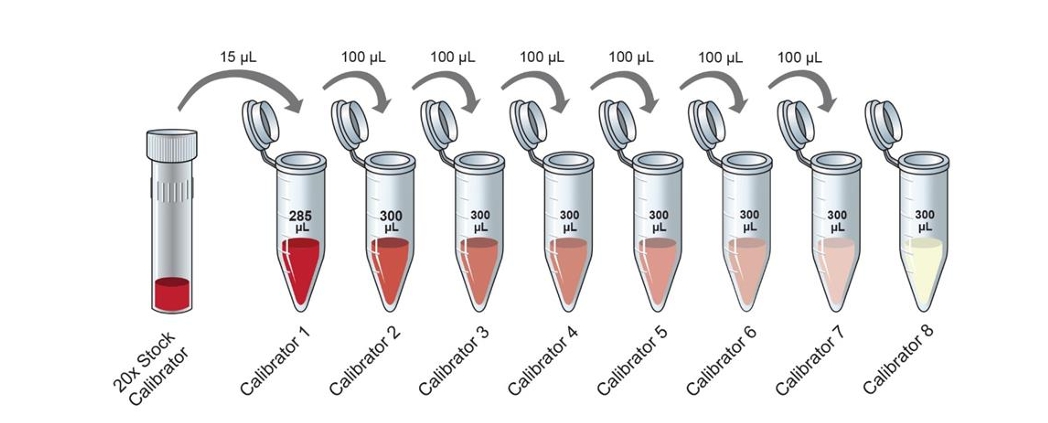 15 µL
100 µL
100 µL
100 µL
100 µL
100 µL
100 µL
285
µL
300
µL
300
µL
300
µL
300
µL
300
µL
300
µL
300
µL
20x Stock
Calibrator
Calibrator 1
Calibrator 2
Calibrator 3
Calibrator 4
Calibrator 5
Calibrator 6
Calibrator 7
Calibrator 8